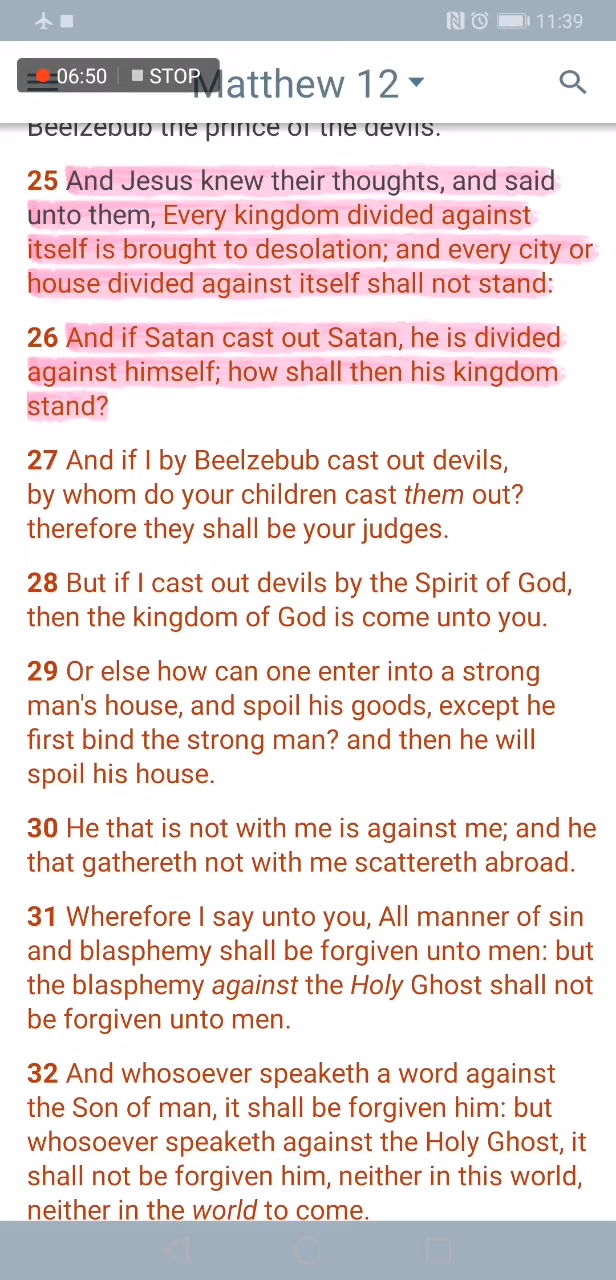 11:39
06:50 STOP
Matthew 12
Beelzebub the prince of the devils.
25 And Jesus knew their thoughts, and said
unto them, Every kingdom divided against
itself is brought to desolation; and every city or
house divided against itself shall not stand:
26 And if Satan cast out Satan, he is divided
against himself; how shall then his kingdom
stand?
27 And if I by Beelzebub cast out devils,
by whom do your children cast them out?
therefore they shall be your judges.
28 But if I cast out devils by the Spirit of God,
then the kingdom of God is come unto you.
29 Or else how can one enter into a strong
man's house, and spoil his goods, except he
first bind the strong man? and then he will
spoil his house.
30 He that is not with me is against me; and he
that gathereth not with me scattereth abroad.
31 Wherefore I say unto you, All manner of sin
and blasphemy shall be forgiven unto men: but
the blasphemy against the Holy Ghost shall not
be forgiven unto men.
32 And whosoever speaketh a word against
the Son of man, it shall be forgiven him: but
whosoever speaketh against the Holy Ghost, it
shall not be forgiven him, neither in this world,
neither in the world to come.